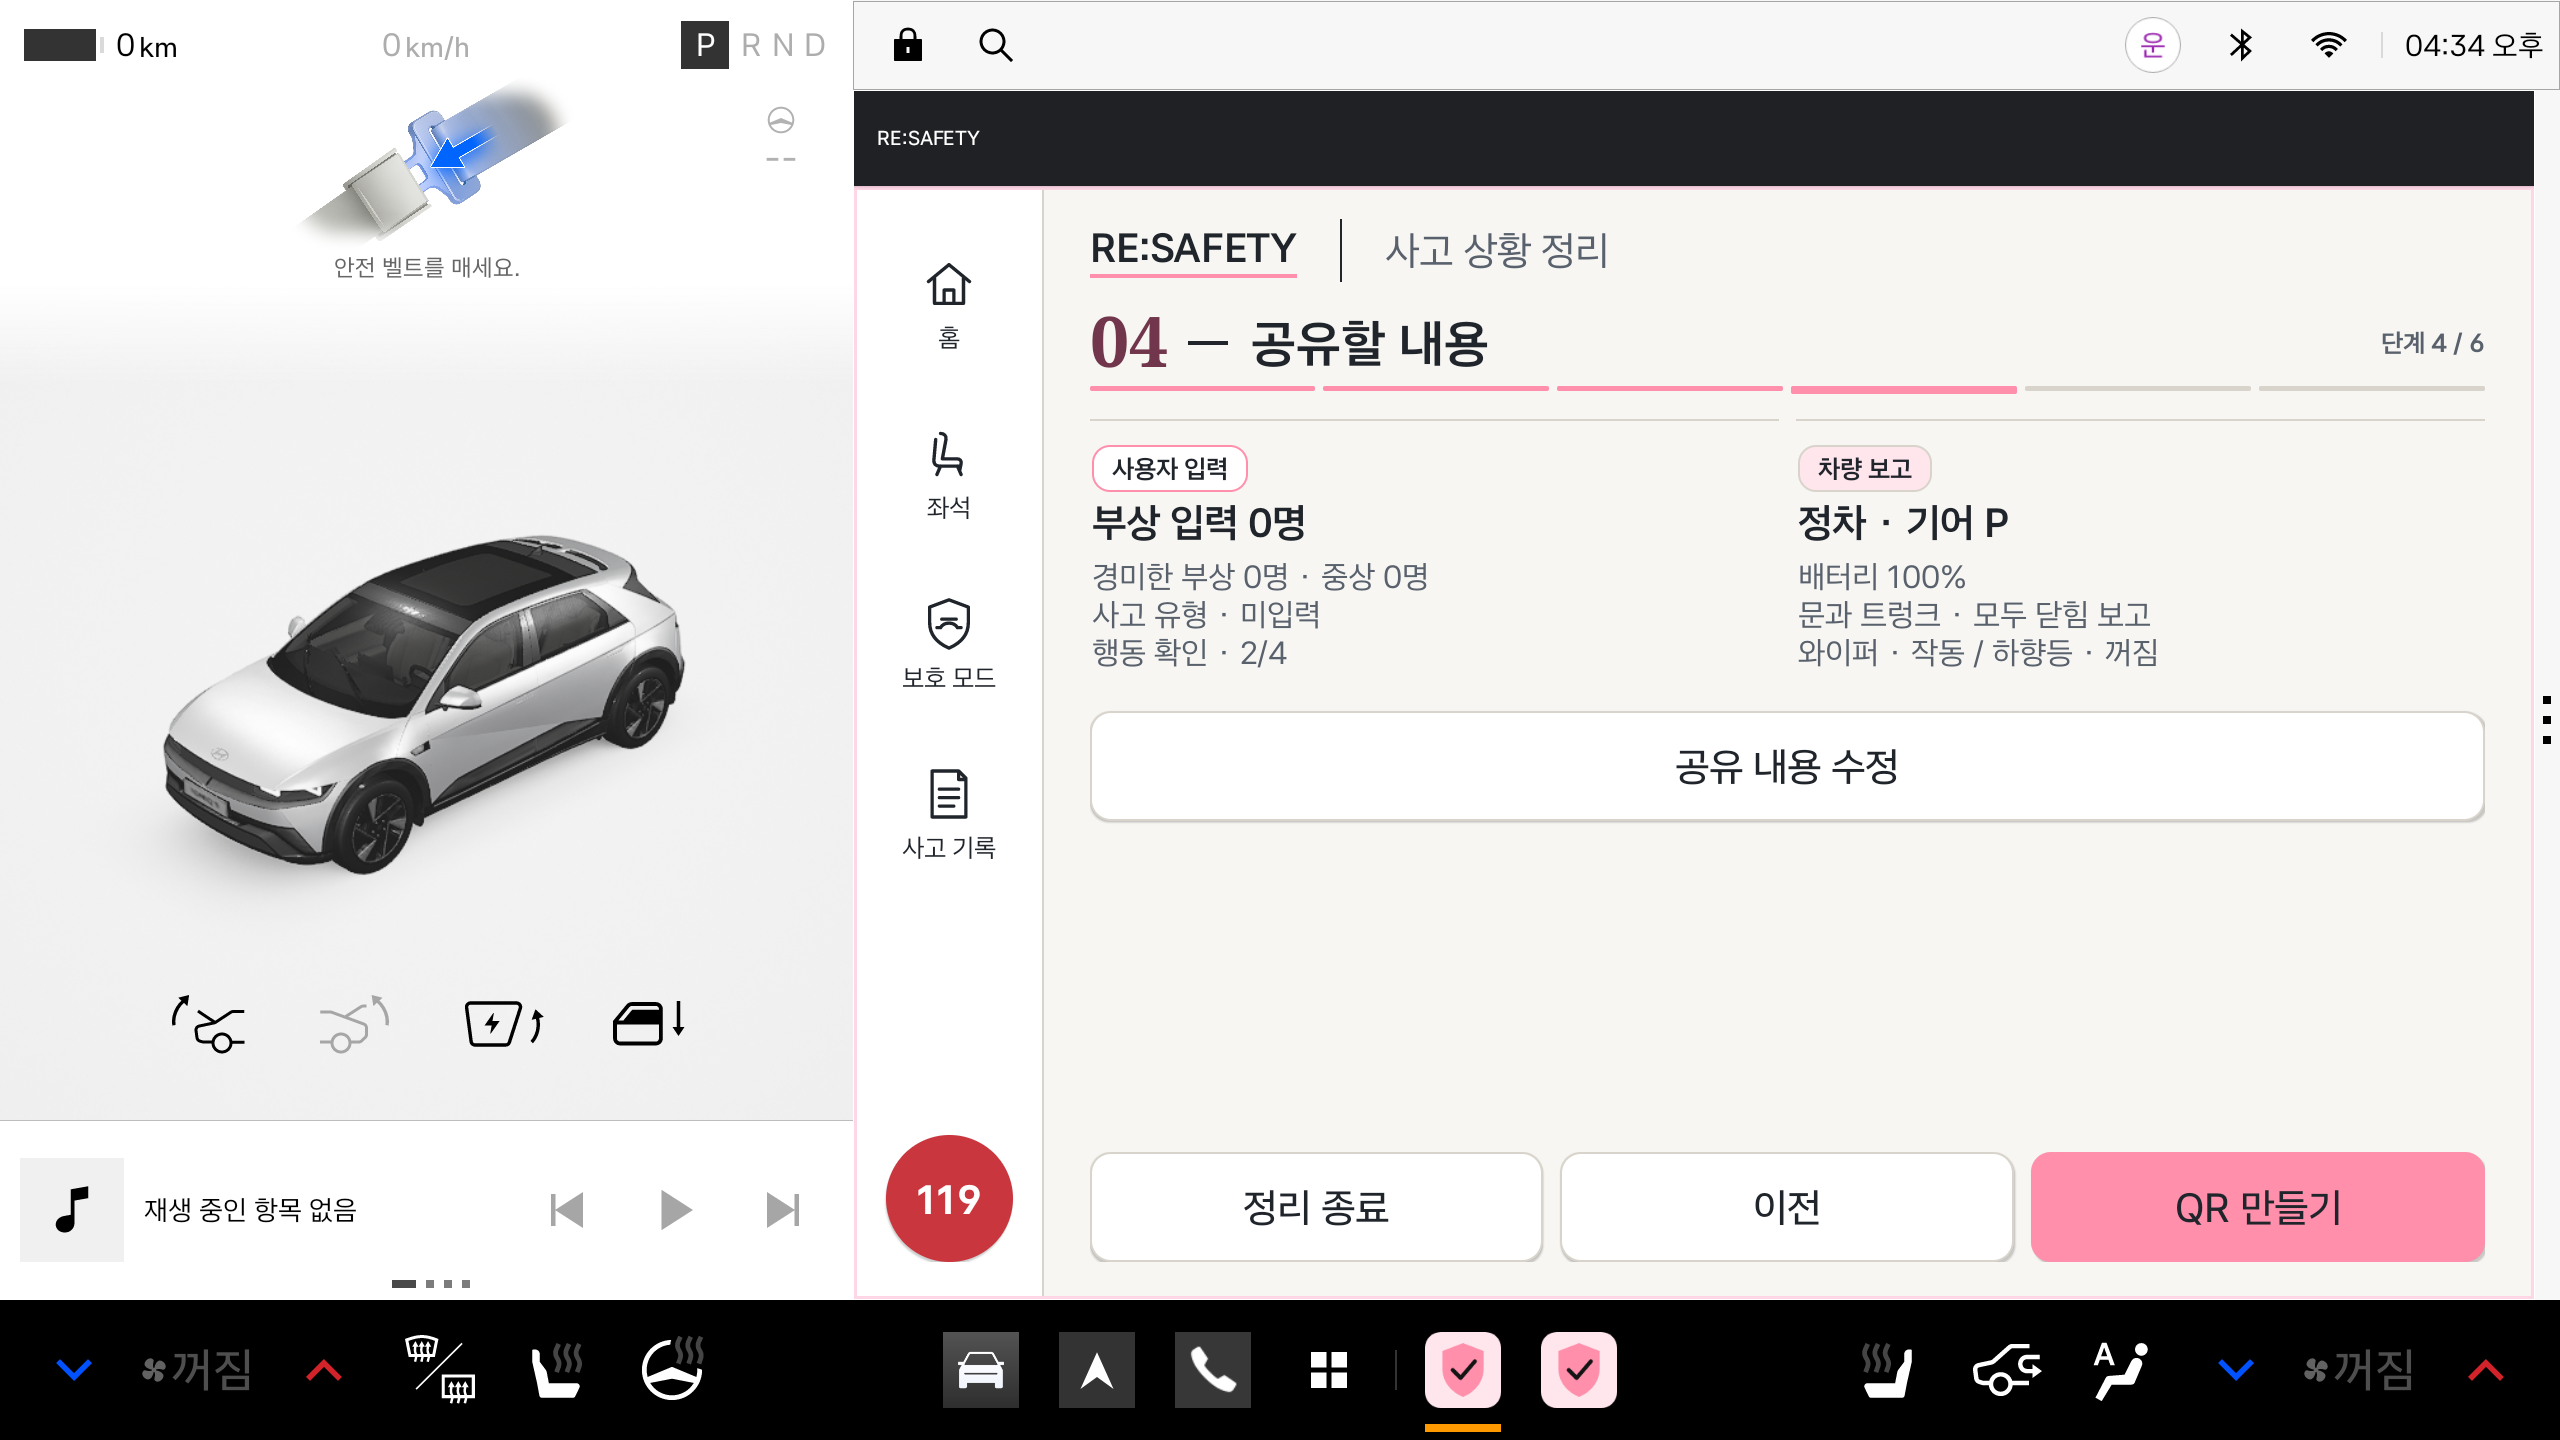 0 km
0 km/h
P R N D
안전 벨트를 매세요.
재생 중인 항목 없음
운
04:34 오후
RE:SAFETY
홈
좌석
보호 모드
사고 기록
119
RE:SAFETY
사고 상황 정리
04 — 공유할 내용
단계 4 / 6
사용자 입력
부상 입력 0명
경미한 부상 0명 · 중상 0명
사고 유형 · 미입력
행동 확인 · 2/4
차량 보고
정차 · 기어 P
배터리 100%
문과 트렁크 · 모두 닫힘 보고
와이퍼 · 작동 / 하향등 · 꺼짐
공유 내용 수정
정리 종료
이전
QR 만들기
꺼짐
A
꺼짐